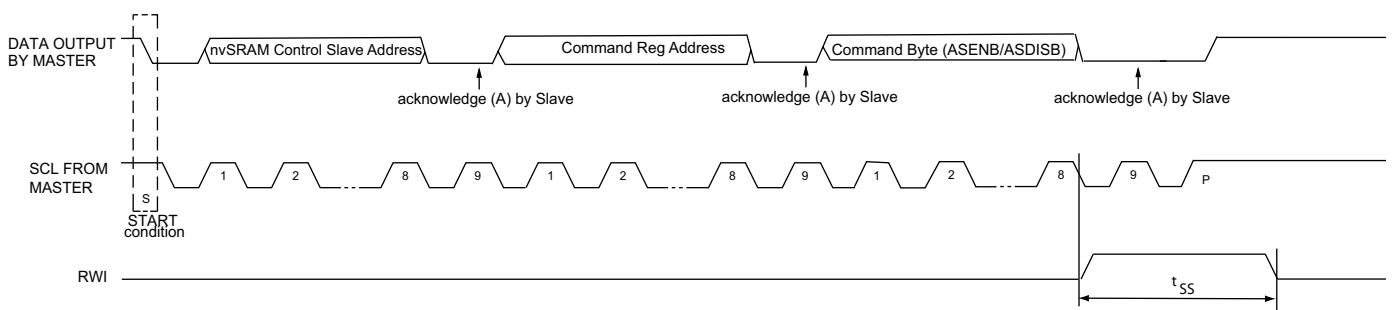 DATA OUTPUT
BY MASTER
nvSRAM Control Slave Address
Command Reg Address
Command Byte (ASENB/ASDISB)
acknowledge (A) by Slave
acknowledge (A) by Slave
acknowledge (A) by Slave
SCL FROM
MASTER
S
1
2
8
9
1
2
8
9
1
2
8
9
P
START
condition
RWI
tSS